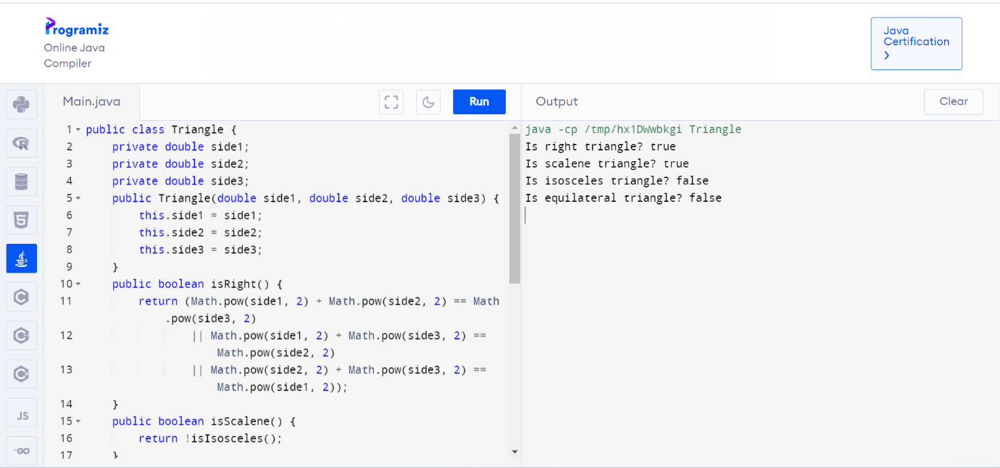 Programiz
Online Java
Compiler
Java
Certification
Main.java
Run
Output
Clear
1 public class Triangle {
2 private double side1;
3 private double side2;
4 private double side3;
5 public Triangle(double side1, double side2, double side3) {
6 this.side1 = side1;
7 this.side2 = side2;
8 this.side3 = side3;
9 }
10 public boolean isRight() {
11 return (Math.pow(side1, 2) + Math.pow(side2, 2) == Math
.pow(side3, 2)
12 || Math.pow(side1, 2) + Math.pow(side3, 2) ==
Math.pow(side2, 2)
13 || Math.pow(side2, 2) + Math.pow(side3, 2) ==
Math.pow(side1, 2));
14 }
15 public boolean isScalene() {
16 return !isIsosceles();
17 }
java -cp /tmp/hx1DWwbkgi Triangle
Is right triangle? true
Is scalene triangle? true
Is isosceles triangle? false
Is equilateral triangle? false
R
5
C
C
C
JS
GO